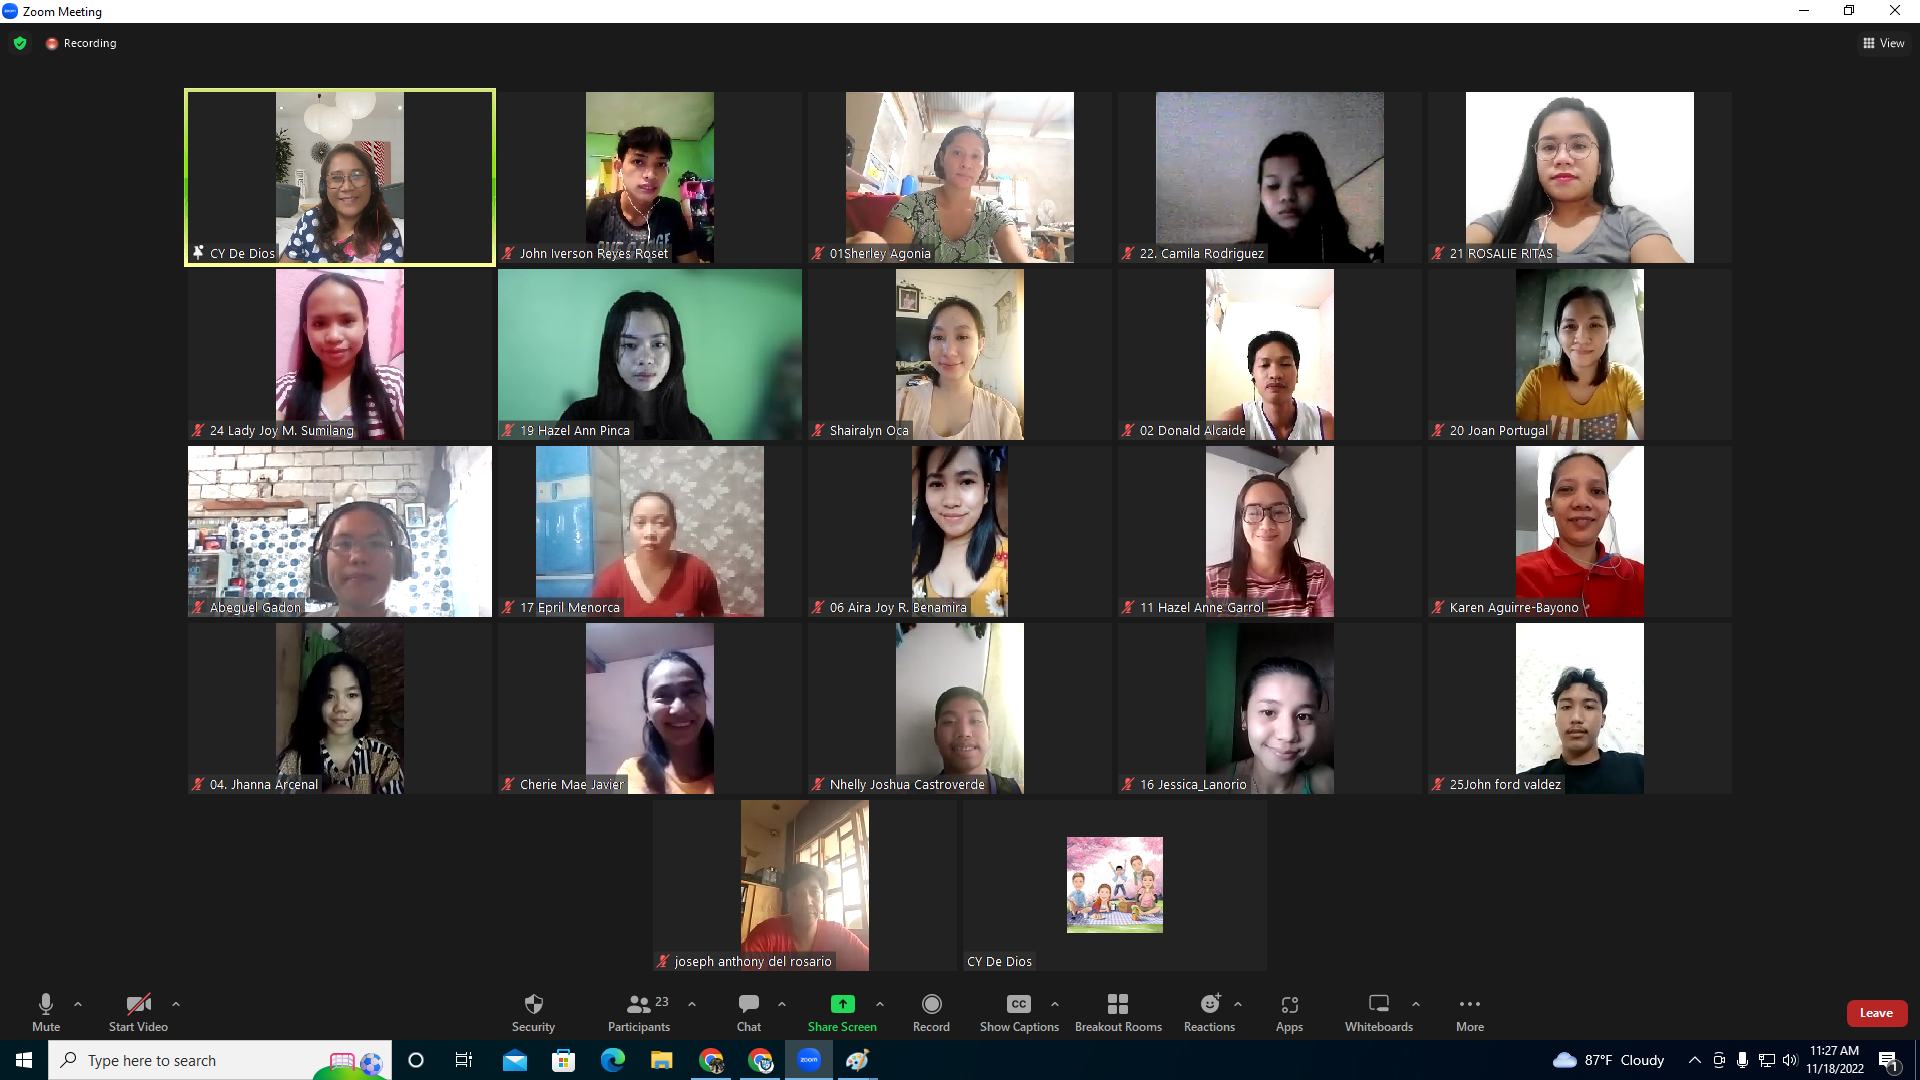 Zoom Meeting
Recording
View
CY De Dios
John Iverson Reyes Roset
01Sherley Agonia
22. Camila Rodriguez
21 ROSALIE RITAS
24 Lady Joy M. Sumilang
19 Hazel Ann Pinca
Shairalyn Oca
02 Donald Alcaide
20 Joan Portugal
Abeguel Gadon
17 Epril Menorca
06 Aira Joy R. Benamira
11 Hazel Anne Garrol
Karen Aguirre-Bayono
04. Jhanna Arcenal
Cherie Mae Javier
Nhelly Joshua Castroverde
16 Jessica_Lanorio
25John ford valdez
joseph anthony del rosario
CY De Dios
Mute
Start Video
Security
23
Participants
Chat
Share Screen
Record
CC
Show Captions
Breakout Rooms
Reactions
Apps
Whiteboards
More
Leave
Type here to search
zoom
87°F Cloudy
11:27 AM
11/18/2022
1